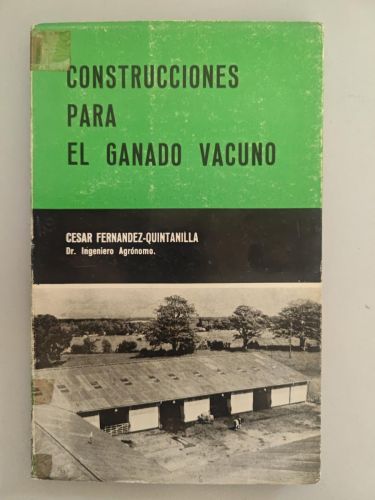 CONSTRUCCIONES
PARA
EL GANADO VACUNO
CESAR FERNANDEZ-QUINTANILLA
Dr. Ingeniero Agrónomo.